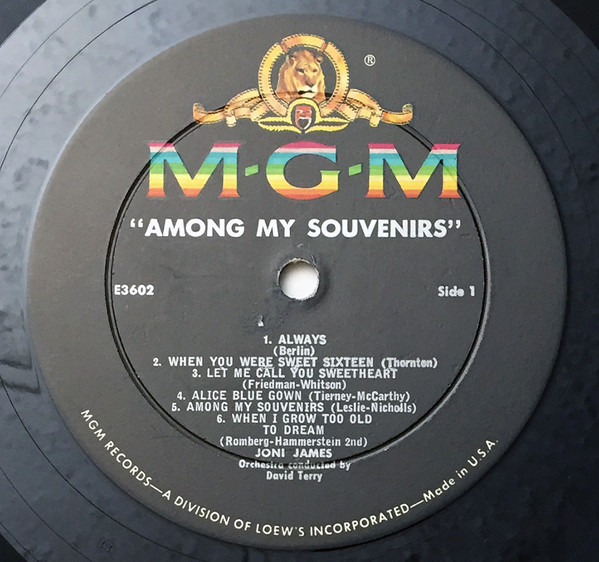 ®
M-G-M
"AMONG MY SOUVENIRS"
E3602
Side 1
1. ALWAYS
(Berlin)
2. WHEN YOU WERE SWEET SIXTEEN (Thornton)
3. LET ME CALL YOU SWEETHEART
(Friedman-Whitson)
4. ALICE BLUE GOWN (Tierney-McCarthy)
5. AMONG MY SOUVENIRS (Leslie-Nicholls)
6. WHEN I GROW TOO OLD
TO DREAM
(Romberg-Hammerstein 2nd)
JONI JAMES
Orchestra conducted by
David Terry
MGM RECORDS—A DIVISION OF LOEW'S INCORPORATED—Made in U.S.A.